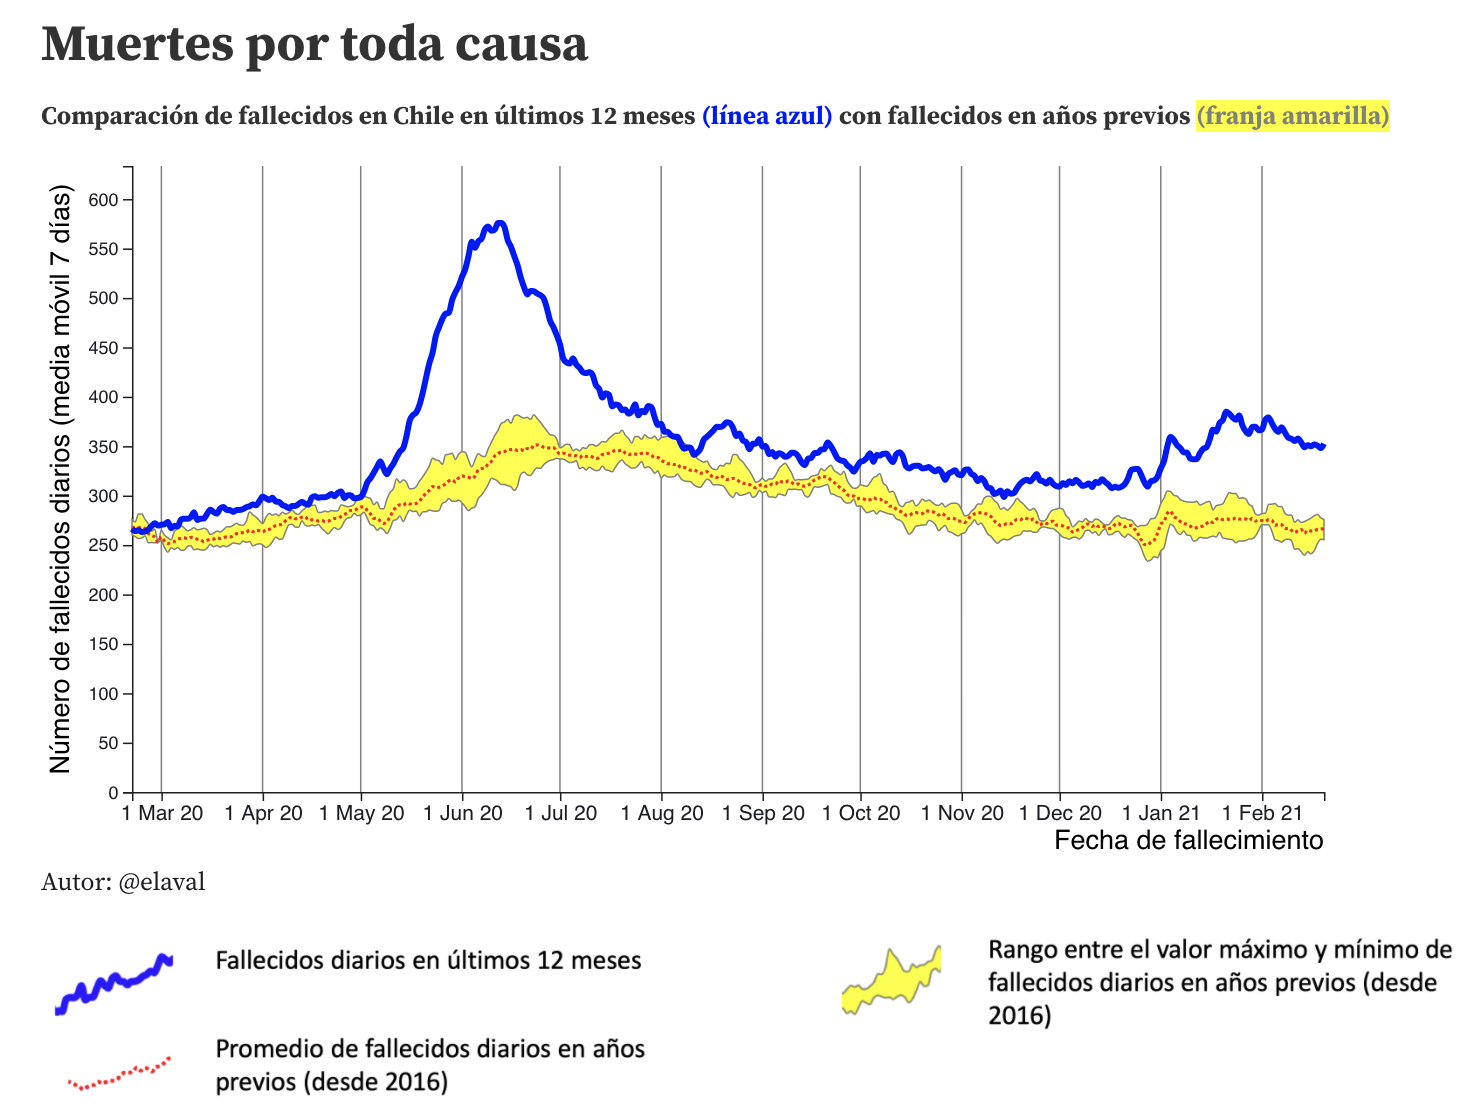 Muertes por toda causa
Comparación de fallecidos en Chile en últimos 12 meses (línea azul) con fallecidos en años previos (franja amarilla)
Número de fallecidos diarios (media móvil 7 días)
600
550
500
450
400
350
300
250
200
150
100
50
0
1 Mar 20 1 Apr 20 1 May 20 1 Jun 20 1 Jul 20 1 Aug 20 1 Sep 20 1 Oct 20 1 Nov 20 1 Dec 20 1 Jan 21 1 Feb 21
Fecha de fallecimiento
Autor: @elaval
Fallecidos diarios en últimos 12 meses
Promedio de fallecidos diarios en años
previos (desde 2016)
Rango entre el valor máximo y mínimo de
fallecidos diarios en años previos (desde
2016)